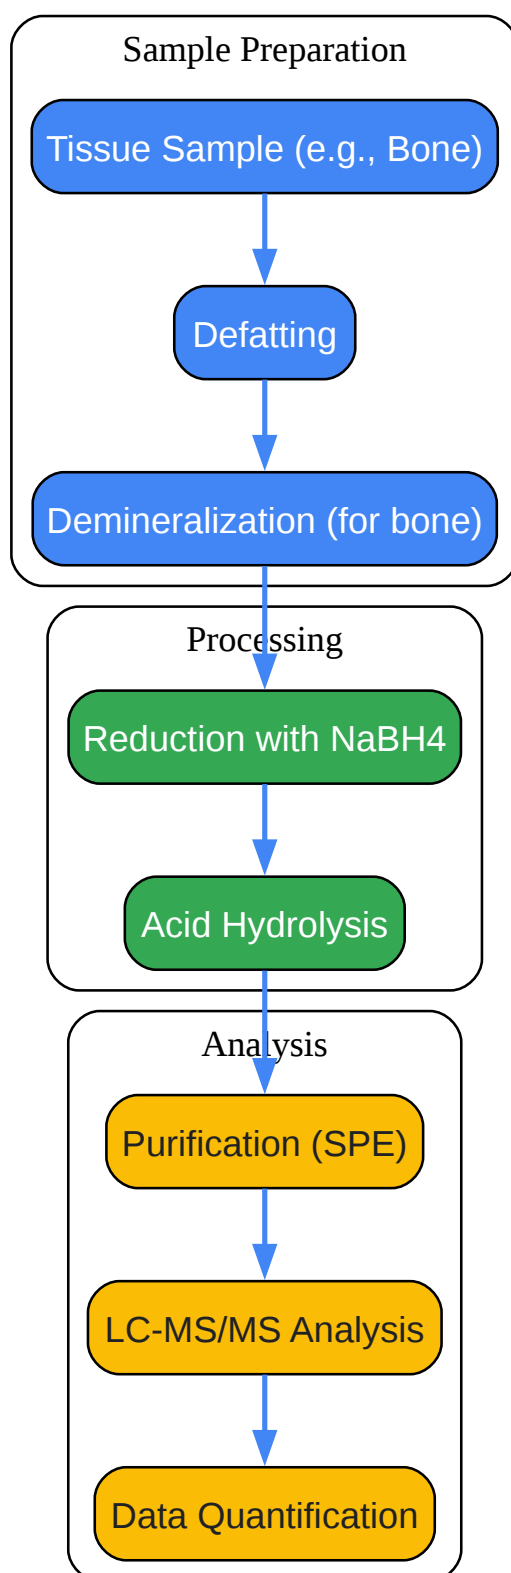 Sample Preparation
Tissue Sample (e.g., Bone)
Defatting
Demineralization (for bone)
Processing
Reduction with NaBH4
Acid Hydrolysis
Analysis
Purification (SPE)
LC-MS/MS Analysis
Data Quantification